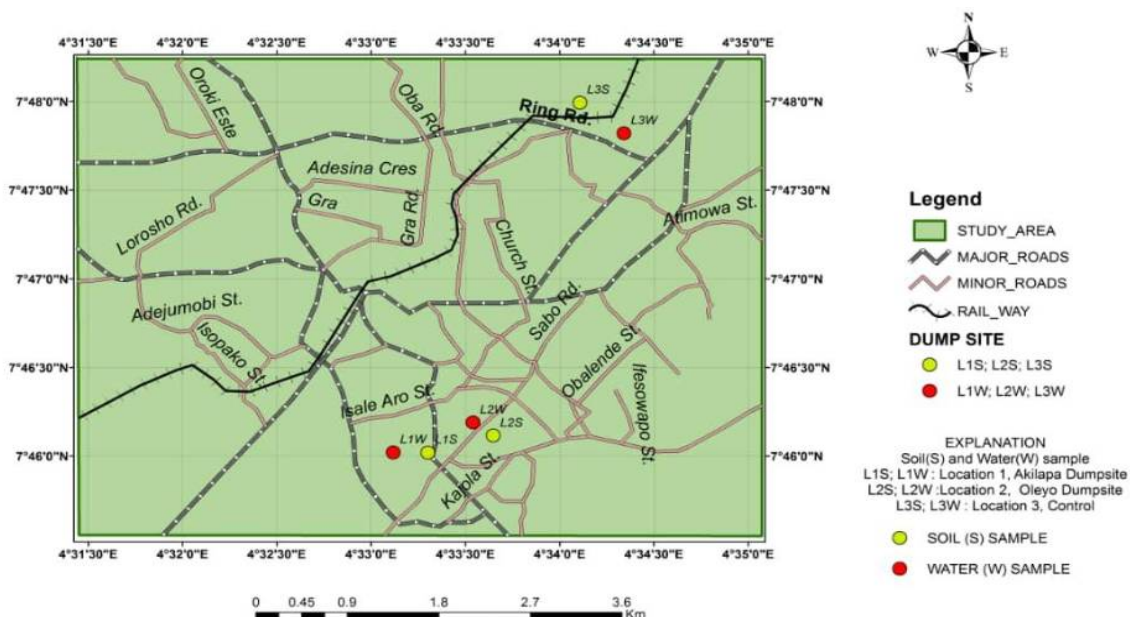 4°31'30"E 4°32'0"E 4°32'30"E 4°33'0"E 4°33'30"E 4°34'0"E 4°34'30"E 4°35'0"E
N
W E
S
7°48'0"N 7°48'0"N
7°47'30"N 7°47'30"N
7°47'0"N 7°47'0"N
7°46'30"N 7°46'30"N
7°46'0"N 7°46'0"N
Oroki Este
Oba Rd.
L3S
Ring Rd.
L3W
Adesina Cres
Gra
Gra Rd.
Lorosho Rd.
Church St.
Atimowa St.
Adejumobi St.
Isopako St.
Sabo Rd.
Obalende St.
Ifesowapo St.
Isale Aro St.
L2W
L2S
L1W
L1S
Kajola St.
4°31'30"E 4°32'0"E 4°32'30"E 4°33'0"E 4°33'30"E 4°34'0"E 4°34'30"E 4°35'0"E
0 0.45 0.9 1.8 2.7 3.6
Km
Legend
STUDY_AREA
MAJOR_ROADS
MINOR_ROADS
RAIL_WAY
DUMP SITE
L1S; L2S; L3S
L1W; L2W; L3W
EXPLANATION
Soil(S) and Water(W) sample
L1S; L1W : Location 1, Akilapa Dumpsite
L2S; L2W :Location 2, Oleyo Dumpsite
L3S; L3W : Location 3, Control
SOIL (S) SAMPLE
WATER (W) SAMPLE